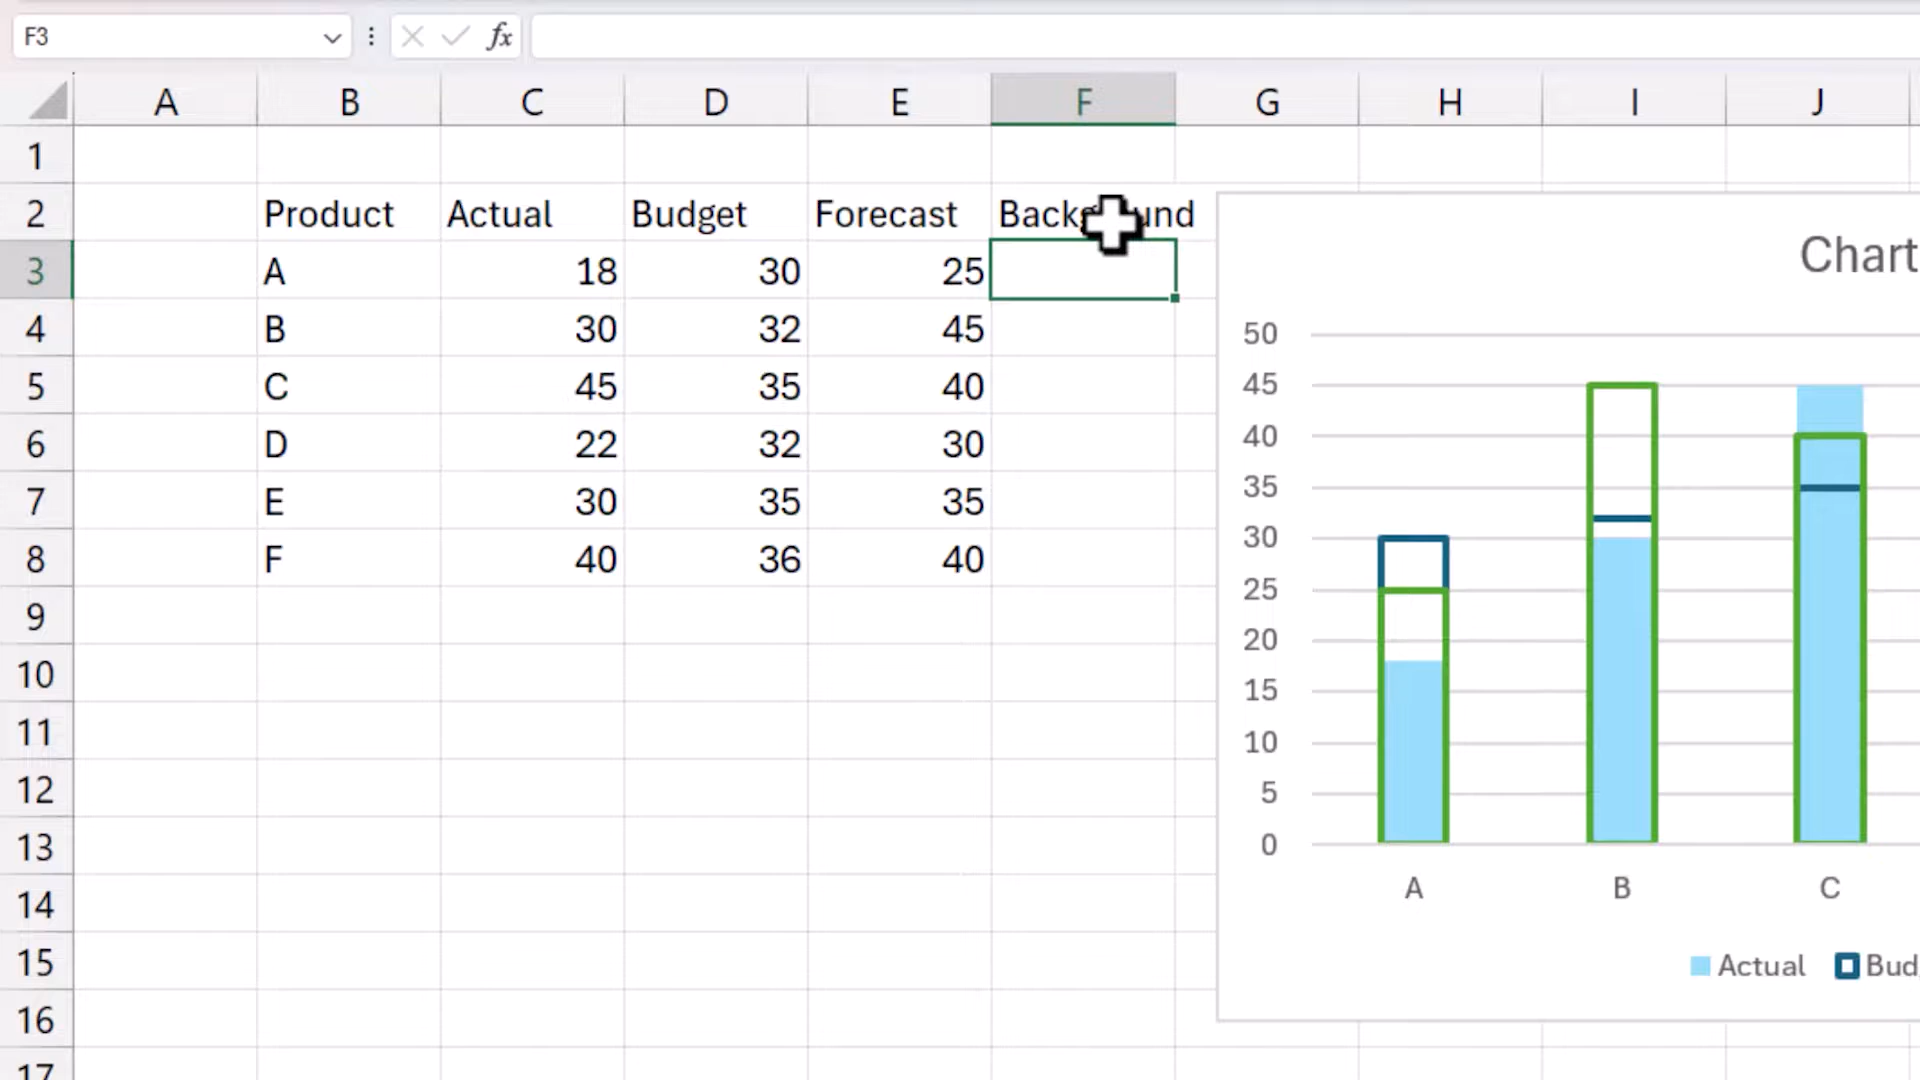 F3 fx
A B C D E F G H I J
1
2 Product Actual Budget Forecast Background
3 A 18 30 25
4 B 30 32 45
5 C 45 35 40
6 D 22 32 30
7 E 30 35 35
8 F 40 36 40
9
10
11
12
13
14
15
16
17
Chart
50
45
40
35
30
25
20
15
10
5
0
A B C
Actual Bud